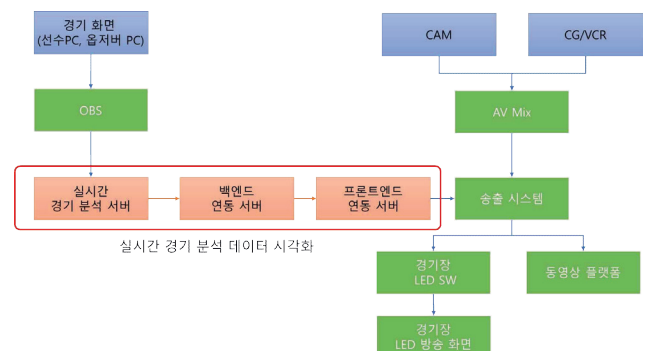 경기 화면
(선수PC, 옵저버 PC)
CAM
CG/VCR
OBS
AV Mix
실시간
경기 분석 서버
백엔드
연동 서버
프론트엔드
연동 서버
송출 시스템
실시간 경기 분석 데이터 시각화
경기장
LED SW
동영상 플랫폼
경기장
LED 방송 화면